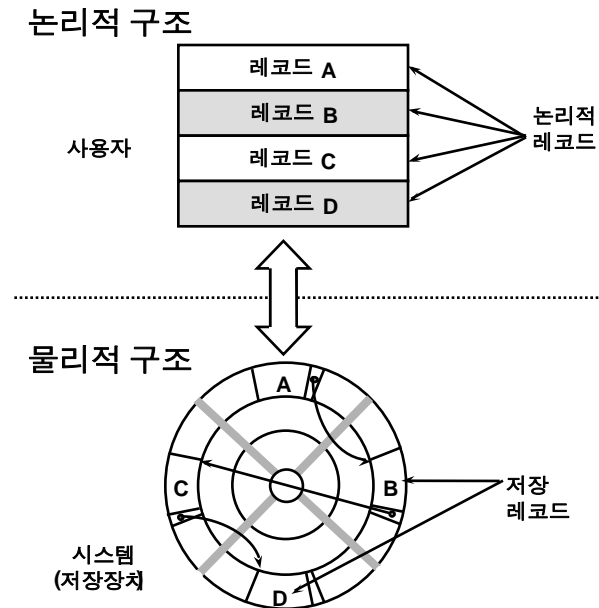 논리적 구조
레코드 A
레코드 B
레코드 C
레코드 D
사용자
논리적
레코드
물리적 구조
A
B
C
D
저장
레코드
시스템
(저장장치)